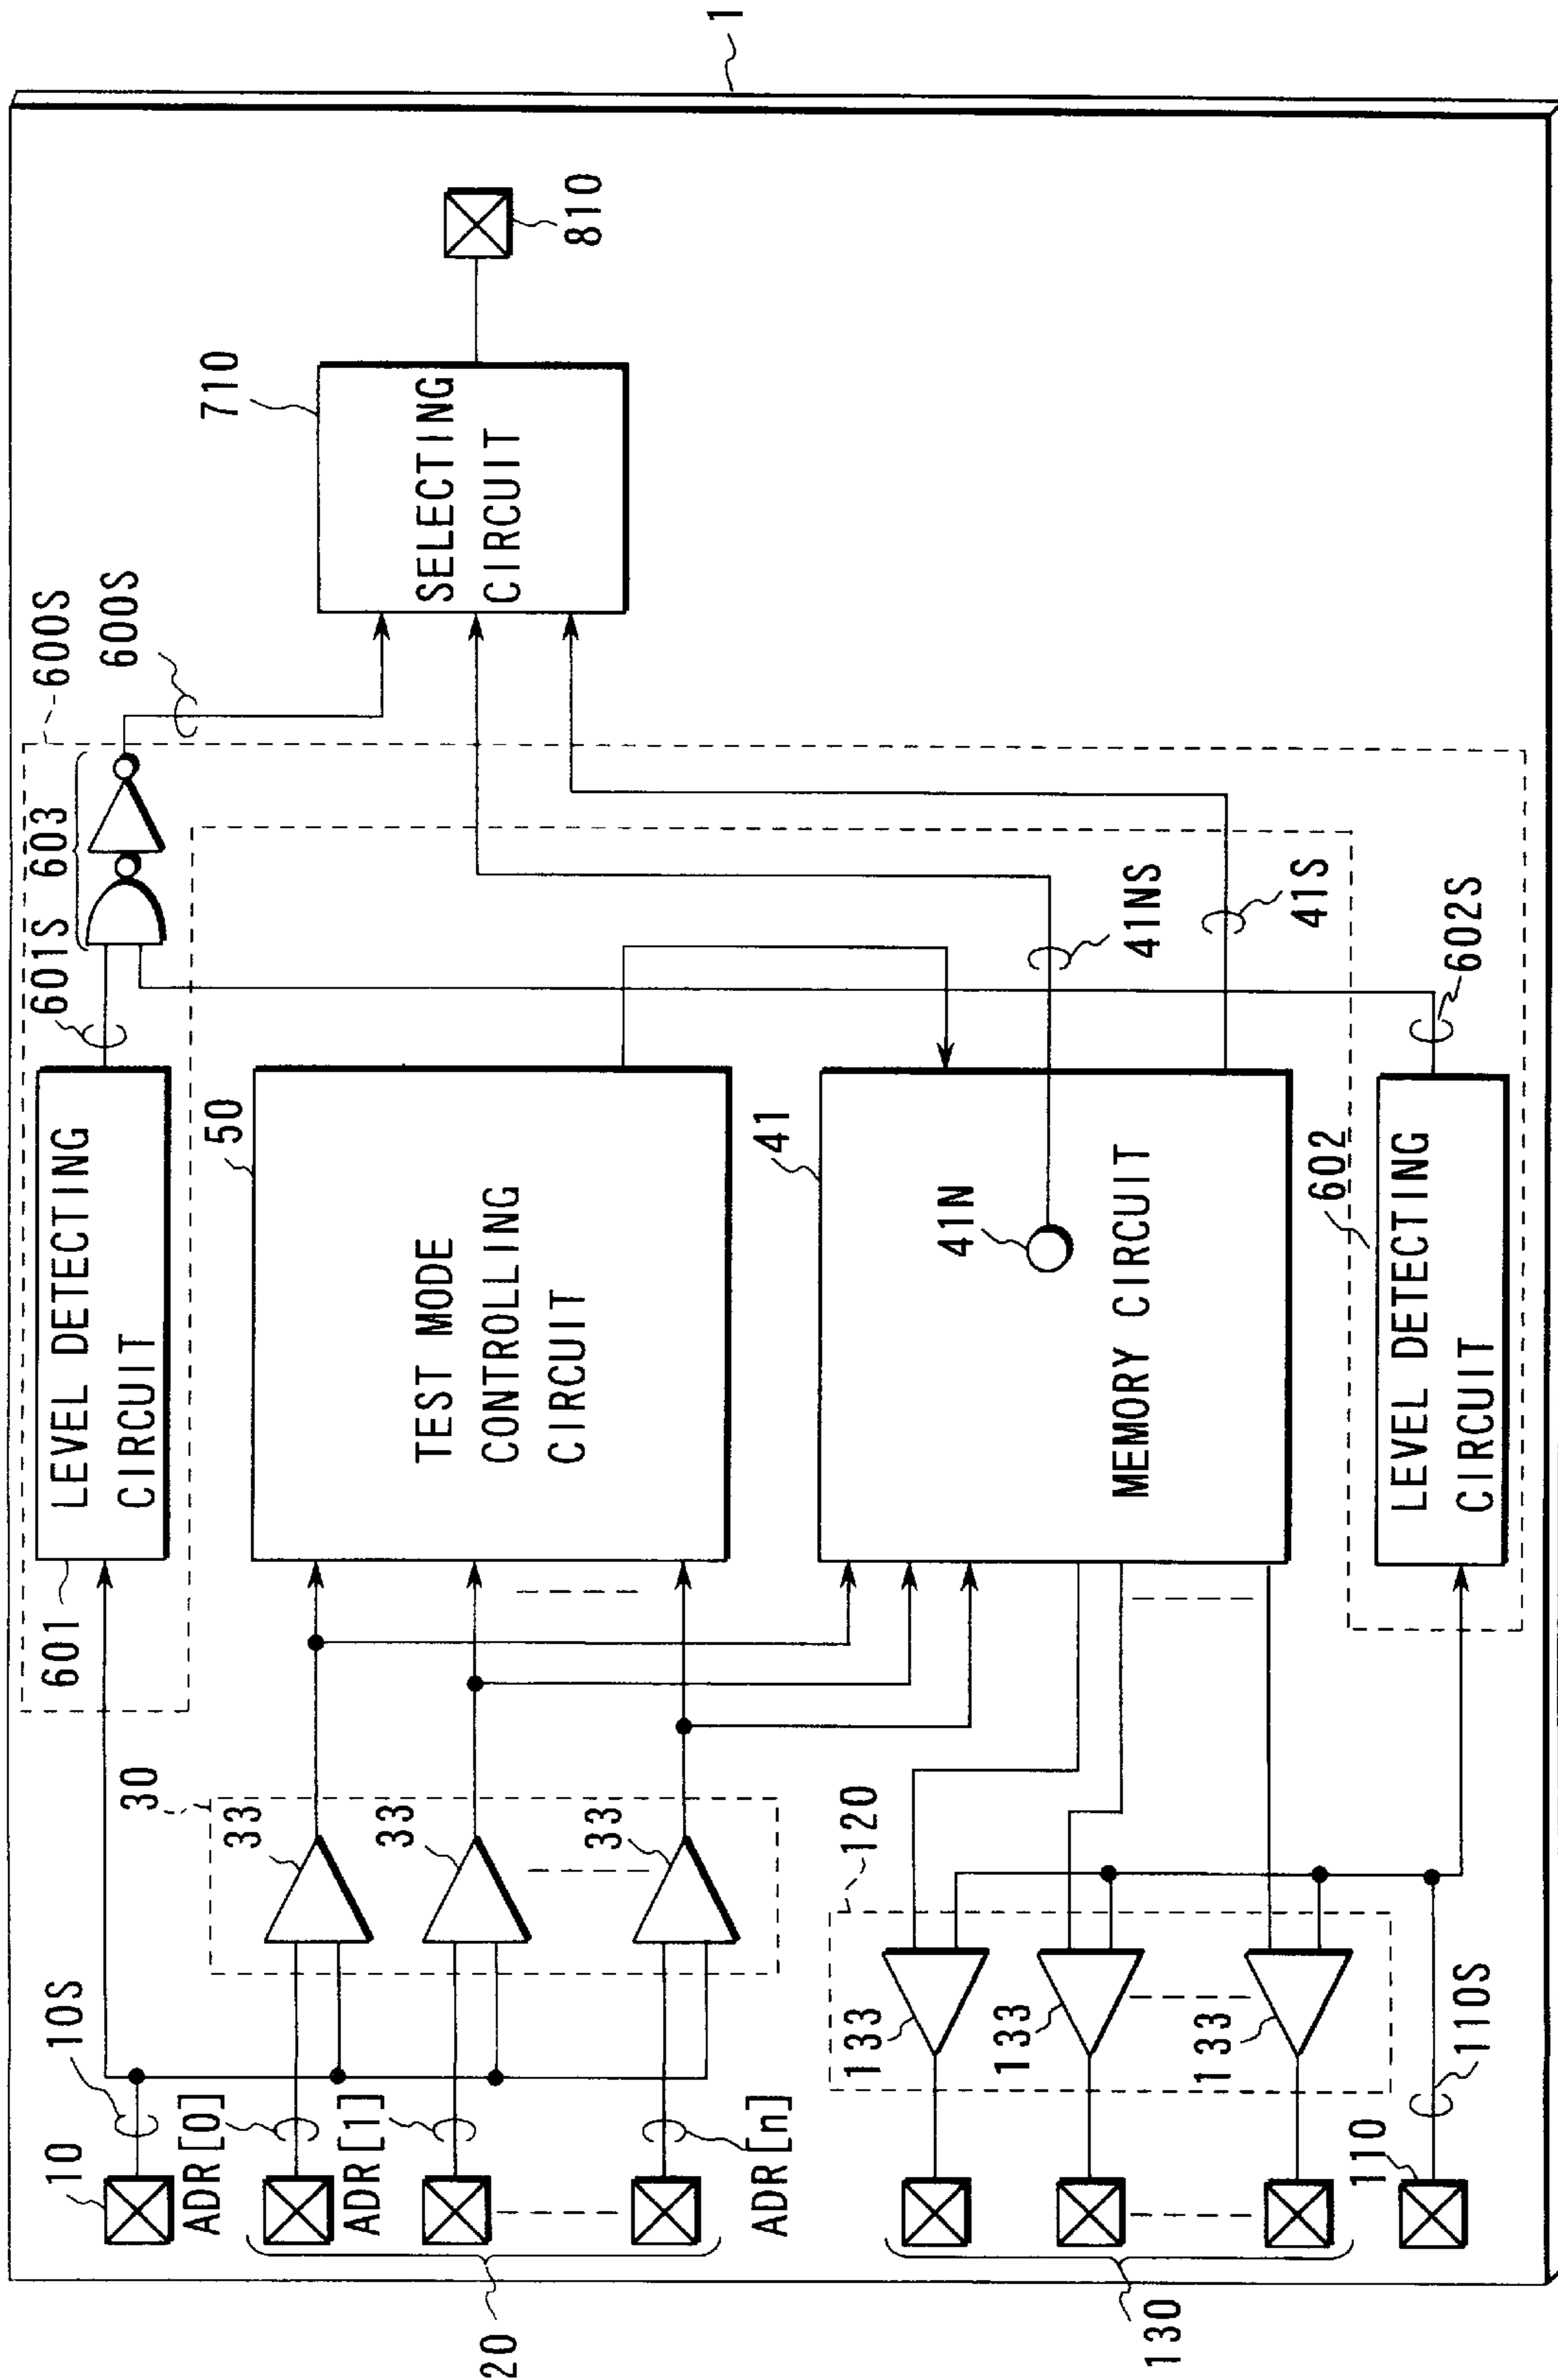 1
600S
600S
601S
603
710
SELECTING
CIRCUIT
810
601
LEVEL DETECTING
CIRCUIT
50
TEST MODE
CONTROLLING
CIRCUIT
41
41N
MEMORY CIRCUIT
41NS
41S
602
LEVEL DETECTING
CIRCUIT
602S
30
33
33
33
120
133
133
133
10
10S
ADR[0]
ADR[1]
ADR[n]
20
130
110
110S